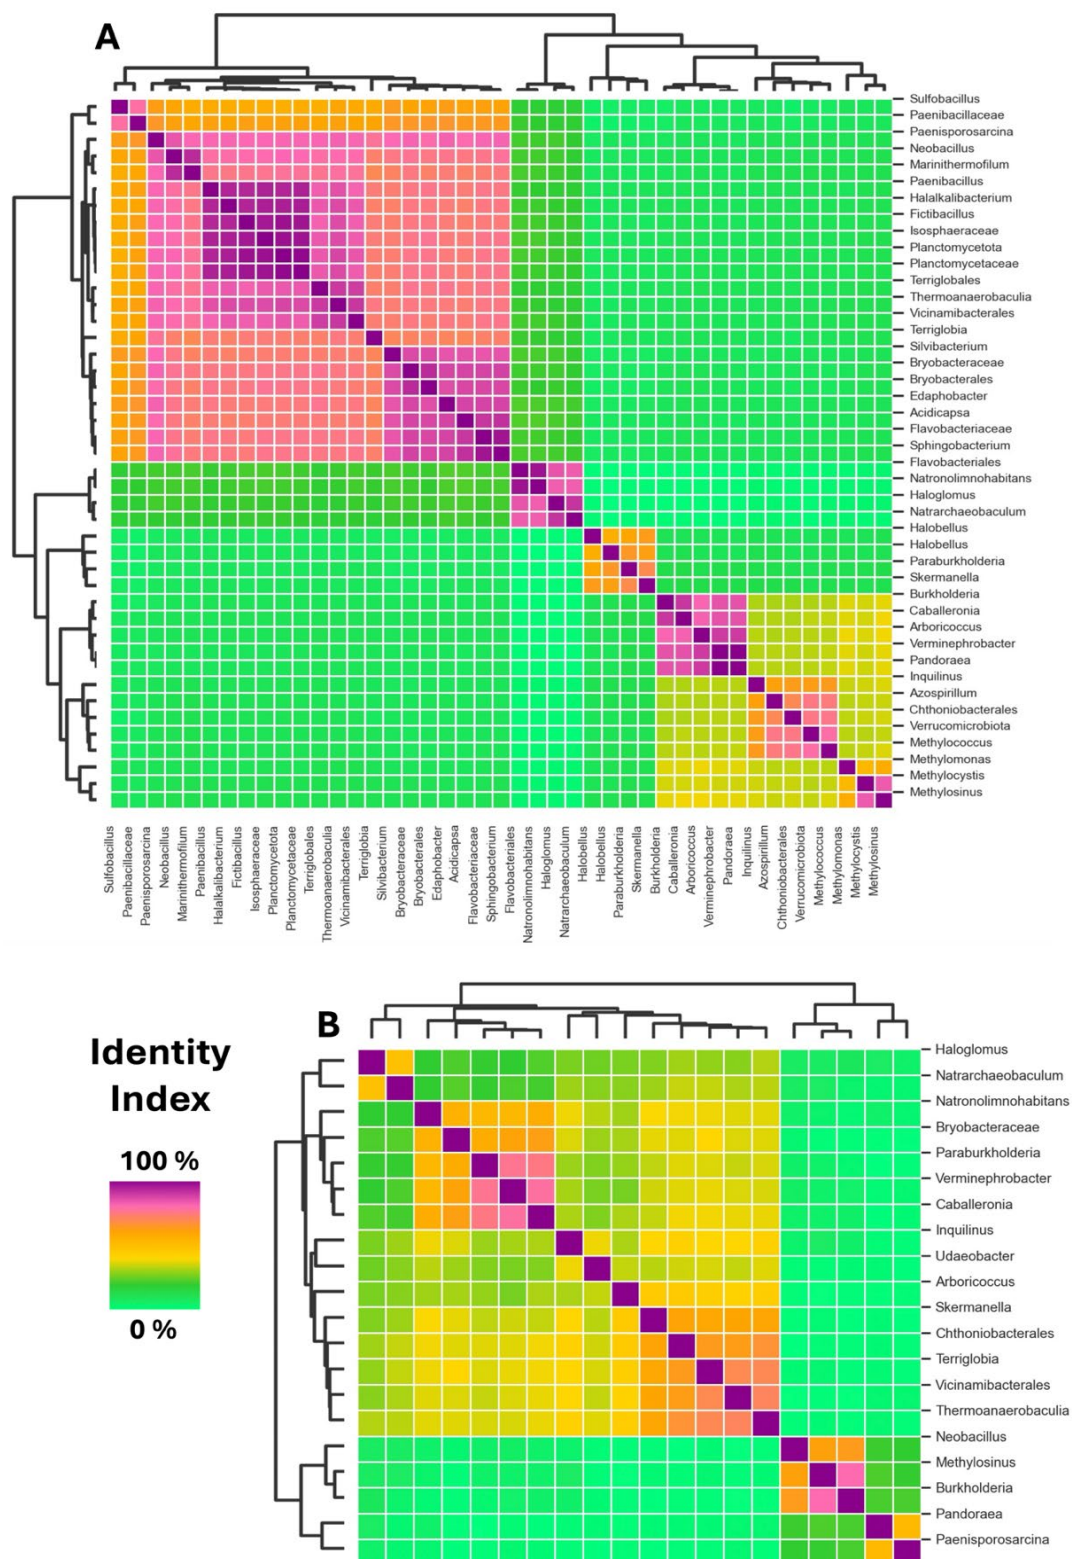 A
Sulfobacillus
Paenibacillaceae
Paenisporosarcina
Neobacillus
Marinithermofilum
Paenibacillus
Halalkalibacterium
Fictibacillus
Isosphaeraceae
Planctomycetota
Planctomycetaceae
Terriglobales
Thermoanaerobaculia
Vicinamibacterales
Terriglobia
Silvibacterium
Bryobacteraceae
Bryobacterales
Edaphobacter
Acidicapsa
Flavobacteriaceae
Sphingobacterium
Flavobacteriales
Natronolimnohabitans
Haloglomus
Natrarchaeobaculum
Halobellus
Halobellus
Paraburkholderia
Skermanella
Burkholderia
Caballeronia
Arboricoccus
Verminephrobacter
Pandoraea
Inquilinus
Azospirillum
Chthoniobacterales
Verrucomicrobiota
Methylococcus
Methylomonas
Methylocystis
Methylosinus
Sulfobacillus
Paenibacillaceae
Paenisporosarcina
Neobacillus
Marinithermofilum
Paenibacillus
Halalkalibacterium
Fictibacillus
Isosphaeraceae
Planctomycetota
Planctomycetaceae
Terriglobales
Thermoanaerobaculia
Vicinamibacterales
Terriglobia
Silvibacterium
Bryobacteraceae
Bryobacterales
Edaphobacter
Acidicapsa
Flavobacteriaceae
Sphingobacterium
Flavobacteriales
Natronolimnohabitans
Haloglomus
Natrarchaeobaculum
Halobellus
Halobellus
Paraburkholderia
Skermanella
Burkholderia
Caballeronia
Arboricoccus
Verminephrobacter
Pandoraea
Inquilinus
Azospirillum
Chthoniobacterales
Verrucomicrobiota
Methylococcus
Methylomonas
Methylocystis
Methylosinus
B
Identity
Index
100 %
0 %
Haloglomus
Natrarchaeobaculum
Natronolimnohabitans
Bryobacteraceae
Paraburkholderia
Verminephrobacter
Caballeronia
Inquilinus
Udaeobacter
Arboricoccus
Skermanella
Chthoniobacterales
Terriglobia
Vicinamibacterales
Thermoanaerobaculia
Neobacillus
Methylosinus
Burkholderia
Pandoraea
Paenisporosarcina